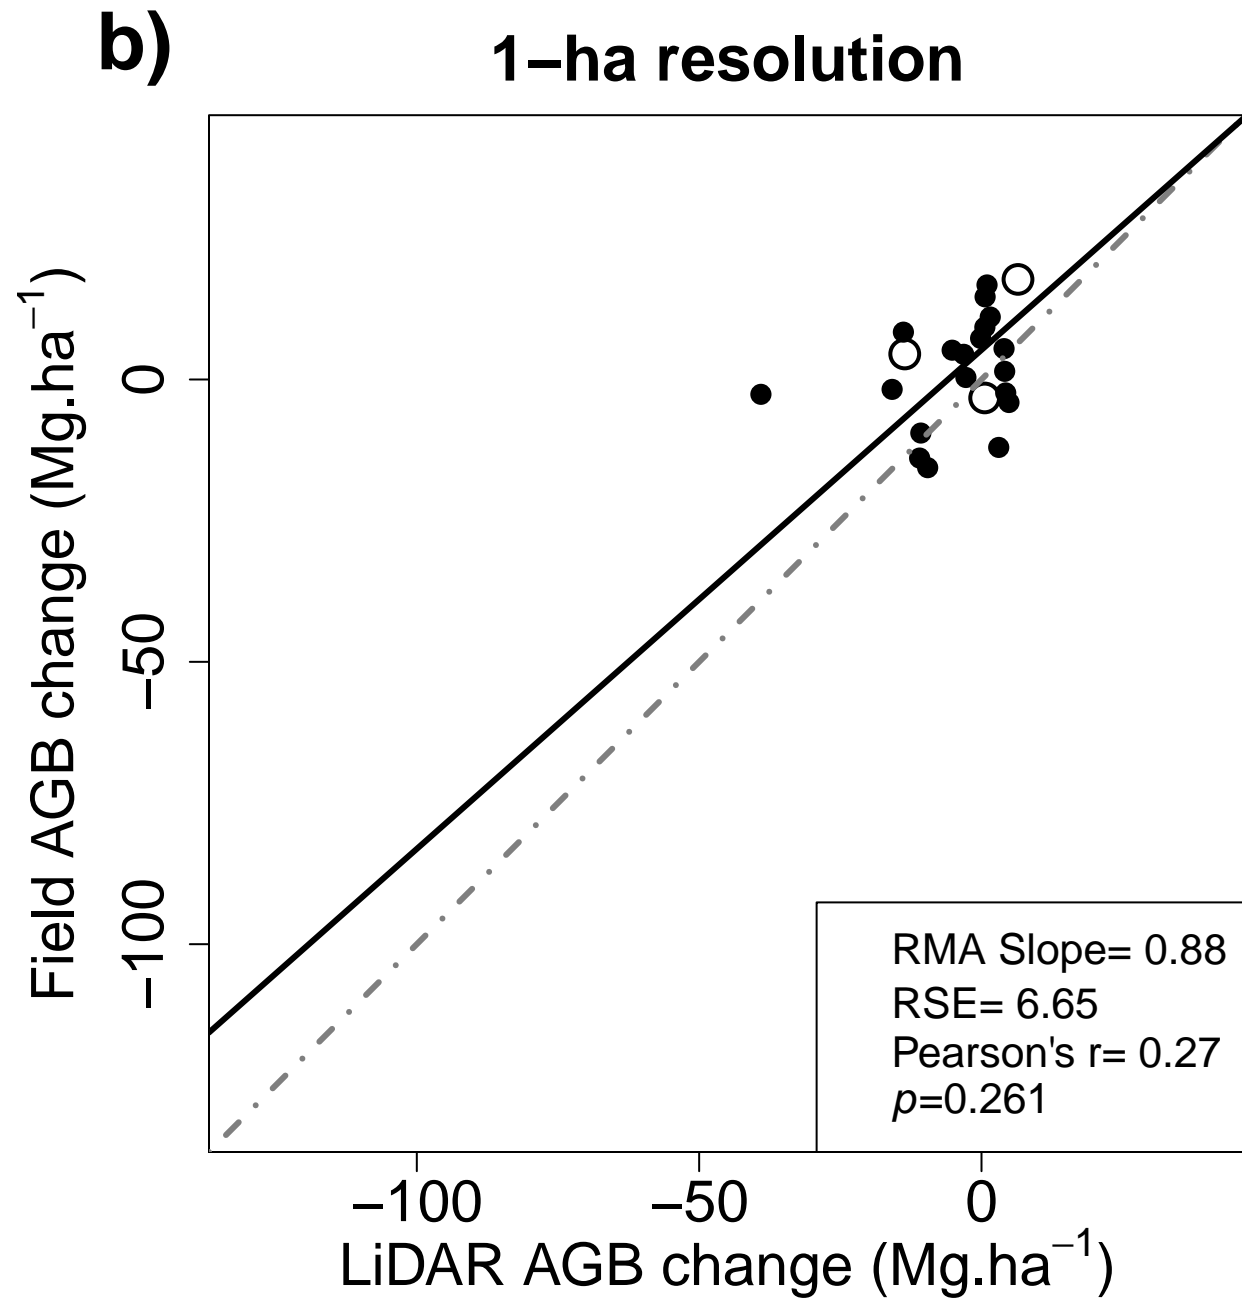 b)
1–ha resolution
Field AGB change (Mg.ha⁻¹)
0
−50
−100
RMA Slope= 0.88
RSE= 6.65
Pearson's r= 0.27
p=0.261
−100 −50 0
LiDAR AGB change (Mg.ha⁻¹)